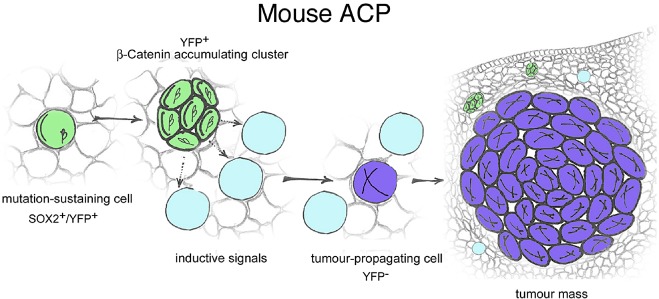 Mouse ACP
YFP⁺
β-Catenin accumulating cluster
β
β β β β β β
mutation-sustaining cell
SOX2⁺/YFP⁺
inductive signals
tumour-propagating cell
YFP⁻
tumour mass